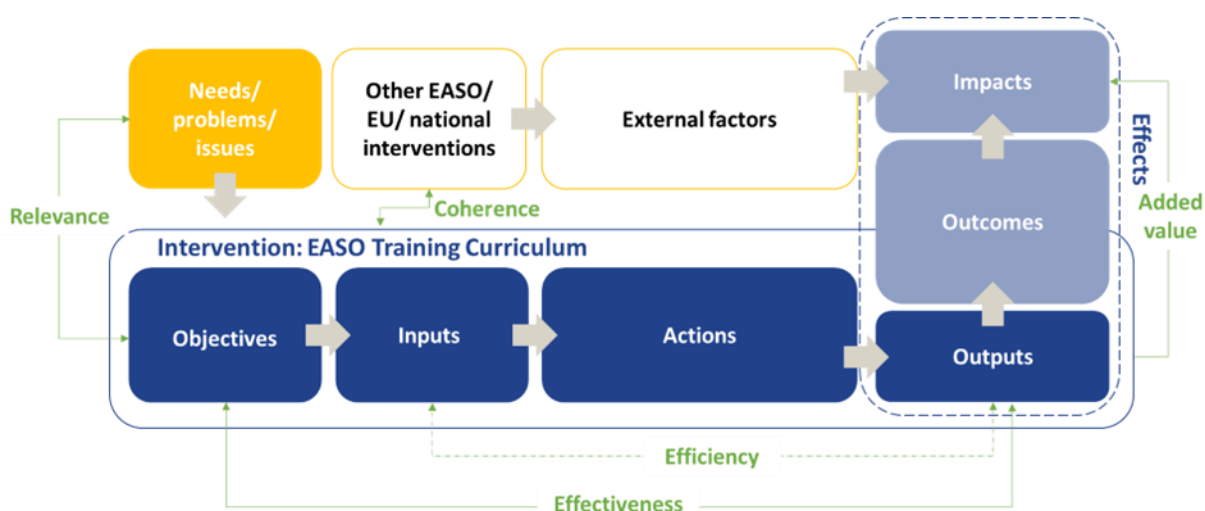 Needs/
problems/
issues
Other EASO/
EU/ national
interventions
External factors
Impacts
Effects
Relevance
Coherence
Outcomes
Added
value
Intervention: EASO Training Curriculum
Objectives
Inputs
Actions
Outputs
Efficiency
Effectiveness